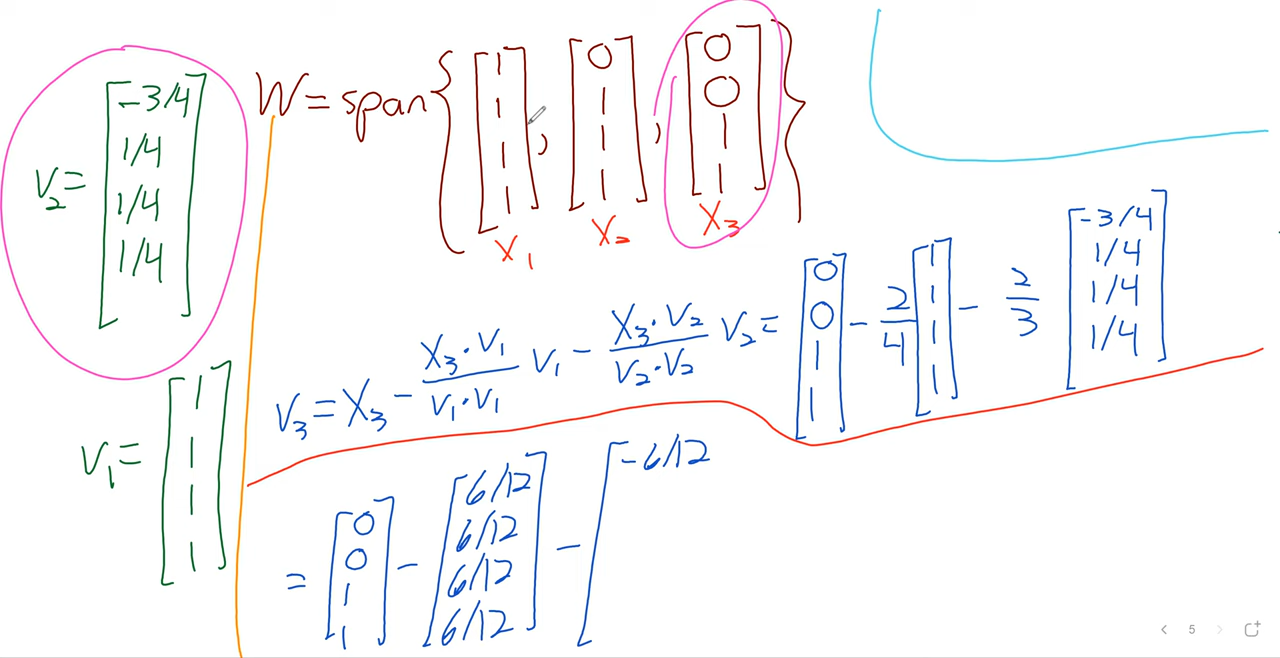 W = span { [1 1 1 1], [0 1 1 1], [0 0 1 1] }
x₁ x₂ x₃
v₂ = [-3/4 1/4 1/4 1/4]
v₁ = [1 1 1 1]
v₃ = x₃ - (x₃·v₁)/(v₁·v₁) v₁ - (x₃·v₂)/(v₂·v₂) v₂ = [0 0 1 1] - 2/4 [1 1 1 1] - 2/3 [-3/4 1/4 1/4 1/4]
= [0 0 1 1] - [6/12 6/12 6/12 6/12] - [-6/12
< 5 >